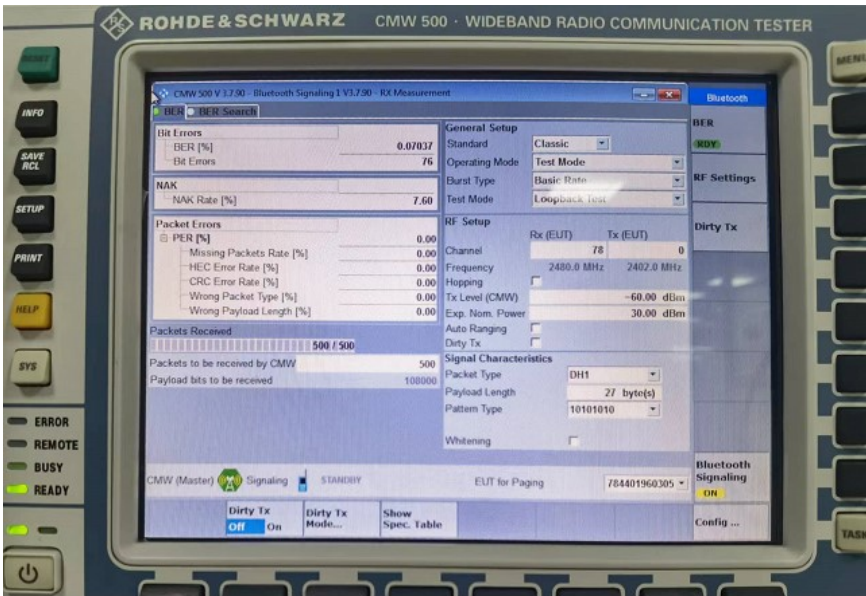 ROHDE & SCHWARZ CMW 500 · WIDEBAND RADIO COMMUNICATION TESTER
RESET
INFO
SAVE
RCL
SETUP
PRINT
HELP
SYS
ERROR
REMOTE
BUSY
READY
CMW 500 V 3.7.90 - Bluetooth Signaling 1 V3.7.90 - RX Measurement
BER BER Search
Bit Errors
BER [%] 0.07037
Bit Errors 76
NAK
NAK Rate [%] 7.60
Packet Errors
PER [%] 0.00
Missing Packets Rate [%] 0.00
HEC Error Rate [%] 0.00
CRC Error Rate [%] 0.00
Wrong Packet Type [%] 0.00
Wrong Payload Length [%] 0.00
Packets Received
500 / 500
Packets to be received by CMW 500
Payload bits to be received 108000
General Setup
Standard Classic
Operating Mode Test Mode
Burst Type Basic Rate
Test Mode Loopback Test
RF Setup
Rx (EUT) Tx (EUT)
Channel 78 0
Frequency 2480.0 MHz 2402.0 MHz
Hopping
Tx Level (CMW) -60.00 dBm
Exp. Nom. Power 30.00 dBm
Auto Ranging
Dirty Tx
Signal Characteristics
Packet Type DH1
Payload Length 27 byte(s)
Pattern Type 10101010
Whitening
CMW (Master) Signaling STANDBY EUT for Paging 784401960305
Dirty Tx
Off On
Dirty Tx
Mode...
Show
Spec. Table
Bluetooth
BER
RDY
RF Settings
Dirty Tx
Bluetooth
Signaling
ON
Config ...
MENU
TASK